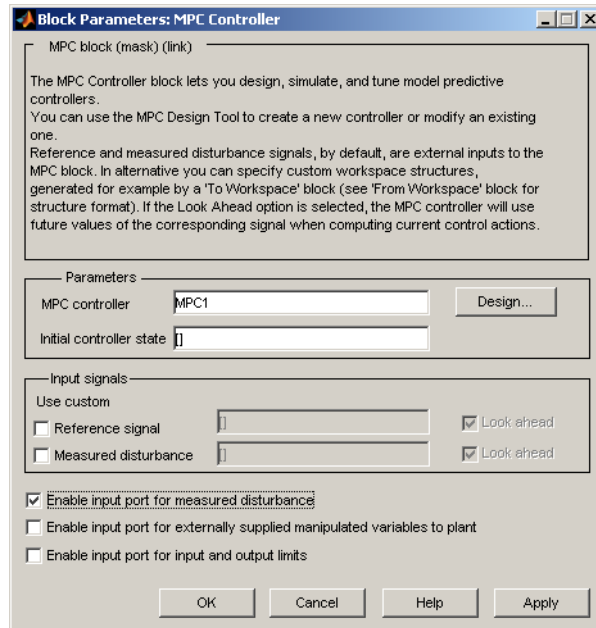 Block Parameters: MPC Controller
MPC block (mask) (link)
The MPC Controller block lets you design, simulate, and tune model predictive
controllers.
You can use the MPC Design Tool to create a new controller or modify an existing
one.
Reference and measured disturbance signals, by default, are external inputs to the
MPC block. In alternative you can specify custom workspace structures,
generated for example by a 'To Workspace' block (see 'From Workspace' block for
structure format). If the Look Ahead option is selected, the MPC controller will use
future values of the corresponding signal when computing current control actions.
Parameters
MPC controller MPC1 Design...
Initial controller state []
Input signals
Use custom
Reference signal [] Look ahead
Measured disturbance [] Look ahead
Enable input port for measured disturbance
Enable input port for externally supplied manipulated variables to plant
Enable input port for input and output limits
OK Cancel Help Apply